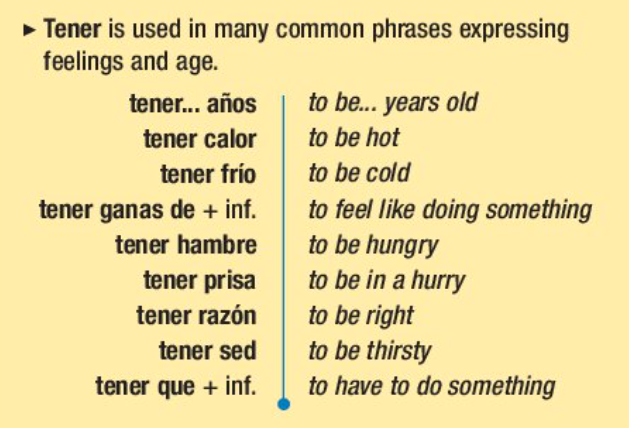 ► Tener is used in many common phrases expressing
feelings and age.
tener... años to be... years old
tener calor to be hot
tener frío to be cold
tener ganas de + inf. to feel like doing something
tener hambre to be hungry
tener prisa to be in a hurry
tener razón to be right
tener sed to be thirsty
tener que + inf. to have to do something